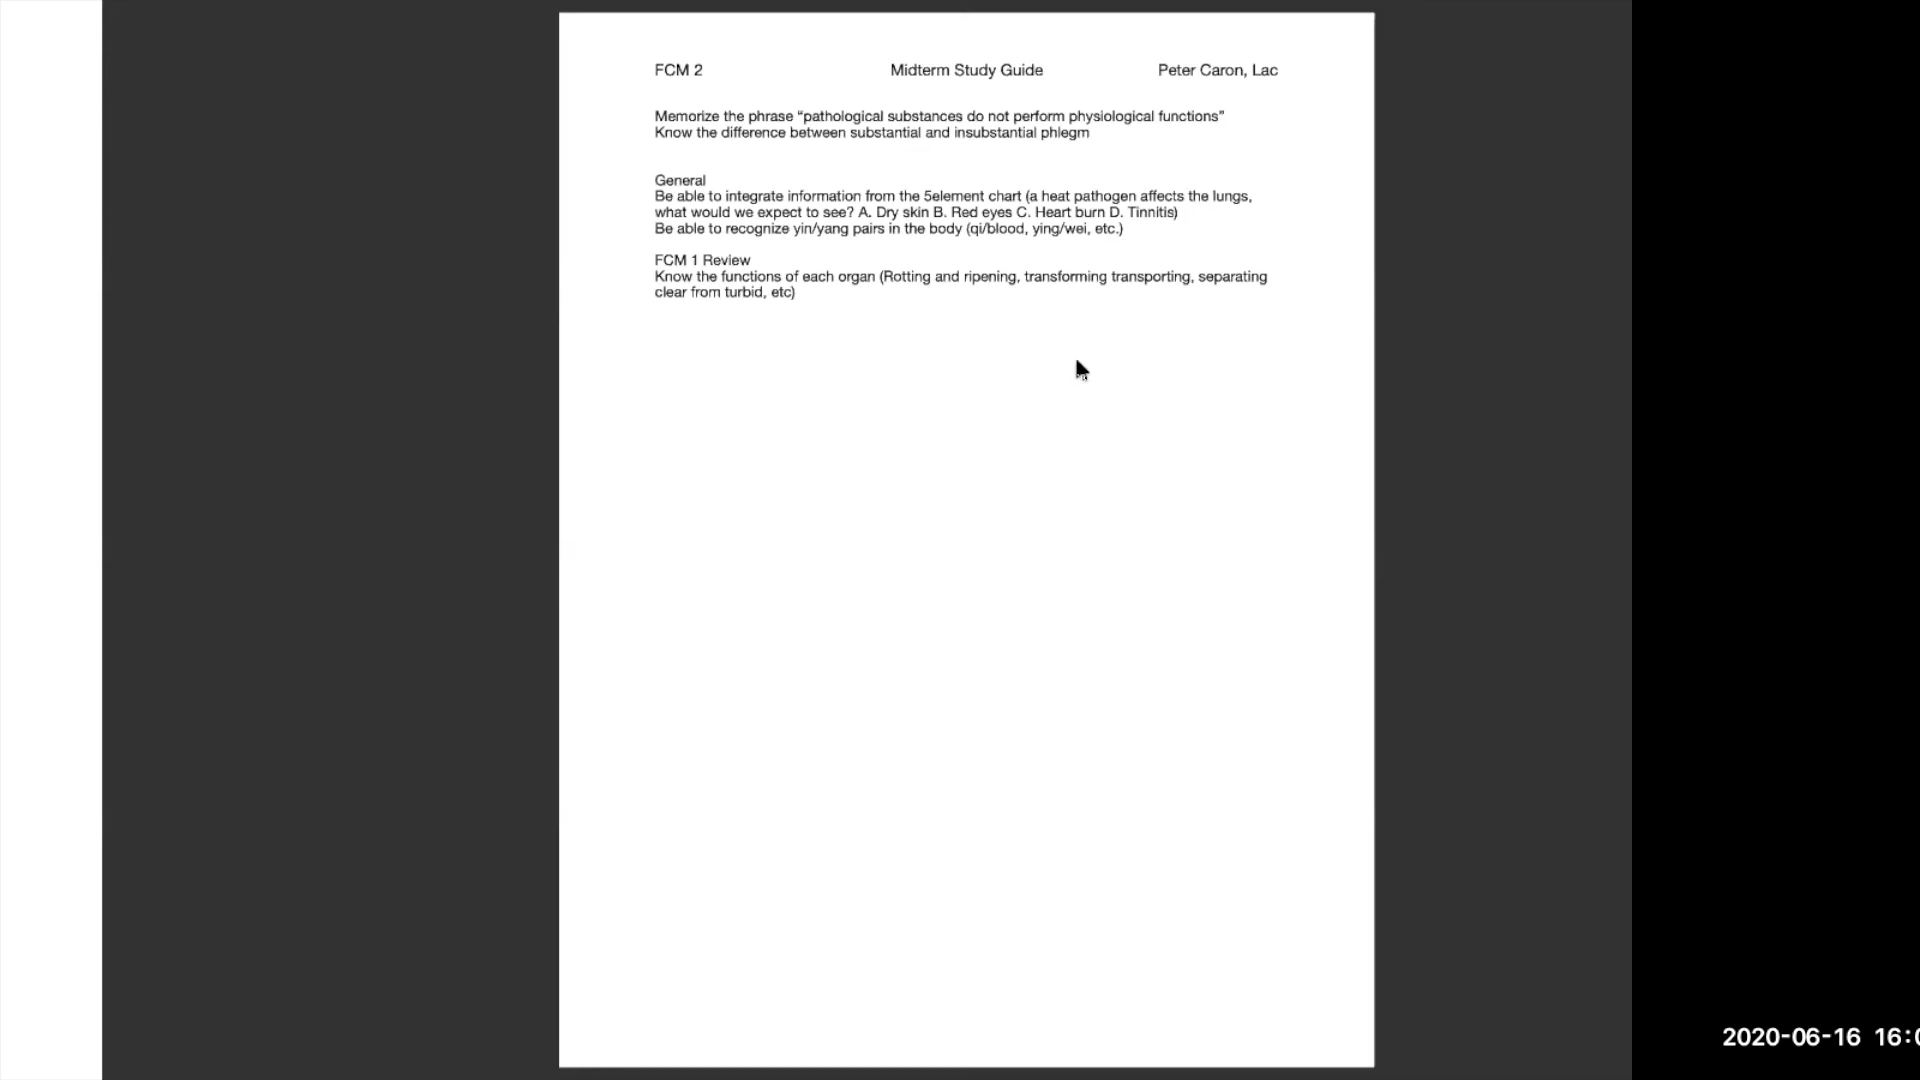 FCM 2 Midterm Study Guide Peter Caron, Lac
Memorize the phrase “pathological substances do not perform physiological functions”
Know the difference between substantial and insubstantial phlegm
General
Be able to integrate information from the 5element chart (a heat pathogen affects the lungs,
what would we expect to see? A. Dry skin B. Red eyes C. Heart burn D. Tinnitis)
Be able to recognize yin/yang pairs in the body (qi/blood, ying/wei, etc.)
FCM 1 Review
Know the functions of each organ (Rotting and ripening, transforming transporting, separating
clear from turbid, etc)
2020-06-16 16:0